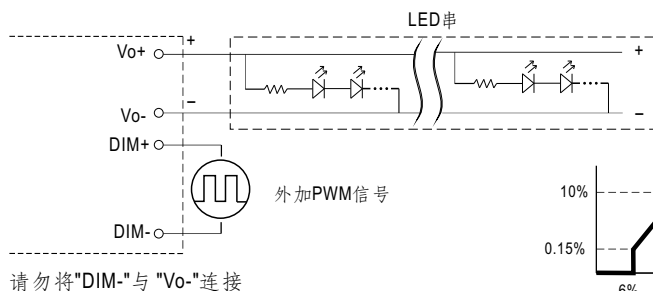 LED串
Vo+
+
+
Vo-
−
−
DIM+
外加PWM信号
DIM-
10%
0.15%
6%
请勿将"DIM-"与 "Vo-"连接